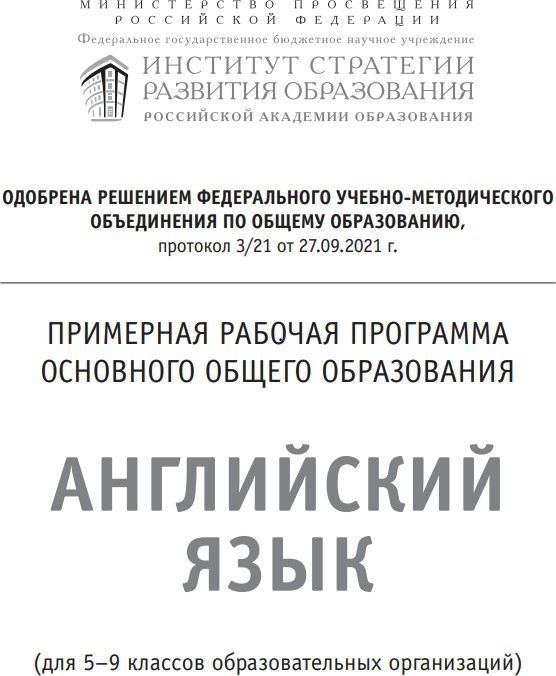 МИНИСТЕРСТВО ПРОСВЕЩЕНИЯ
РОССИЙСКОЙ ФЕДЕРАЦИИ
Федеральное государственное бюджетное научное учреждение
ИНСТИТУТ СТРАТЕГИИ
РАЗВИТИЯ ОБРАЗОВАНИЯ
РОССИЙСКОЙ АКАДЕМИИ ОБРАЗОВАНИЯ
ОДОБРЕНА РЕШЕНИЕМ ФЕДЕРАЛЬНОГО УЧЕБНО-МЕТОДИЧЕСКОГО
ОБЪЕДИНЕНИЯ ПО ОБЩЕМУ ОБРАЗОВАНИЮ,
протокол 3/21 от 27.09.2021 г.
ПРИМЕРНАЯ РАБОЧАЯ ПРОГРАММА
ОСНОВНОГО ОБЩЕГО ОБРАЗОВАНИЯ
АНГЛИЙСКИЙ
ЯЗЫК
(для 5–9 классов образовательных организаций)